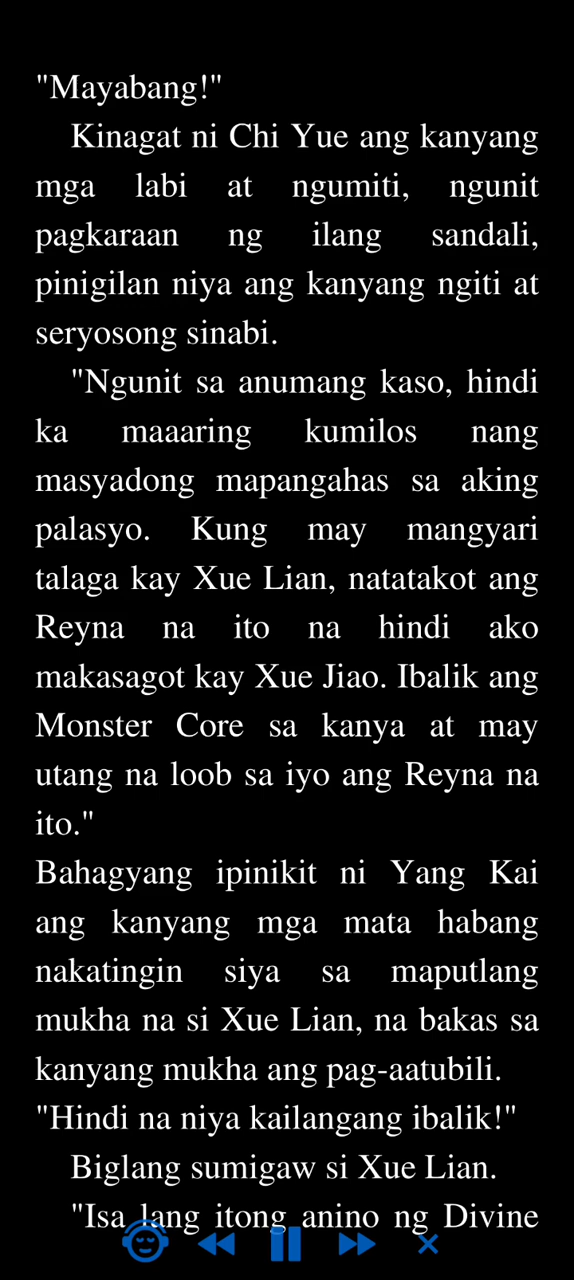 "Mayabang!"
Kinagat ni Chi Yue ang kanyang
mga labi at ngumiti, ngunit
pagkaraan ng ilang sandali,
pinigilan niya ang kanyang ngiti at
seryosong sinabi.
"Ngunit sa anumang kaso, hindi
ka maaaring kumilos nang
masyadong mapangahas sa aking
palasyo. Kung may mangyari
talaga kay Xue Lian, natatakot ang
Reyna na ito na hindi ako
makasagot kay Xue Jiao. Ibalik ang
Monster Core sa kanya at may
utang na loob sa iyo ang Reyna na
ito."
Bahagyang ipinikit ni Yang Kai
ang kanyang mga mata habang
nakatingin siya sa maputlang
mukha na si Xue Lian, na bakas sa
kanyang mukha ang pag-aatubili.
"Hindi na niya kailangang ibalik!"
Biglang sumigaw si Xue Lian.
"Isa lang itong anino ng Divine